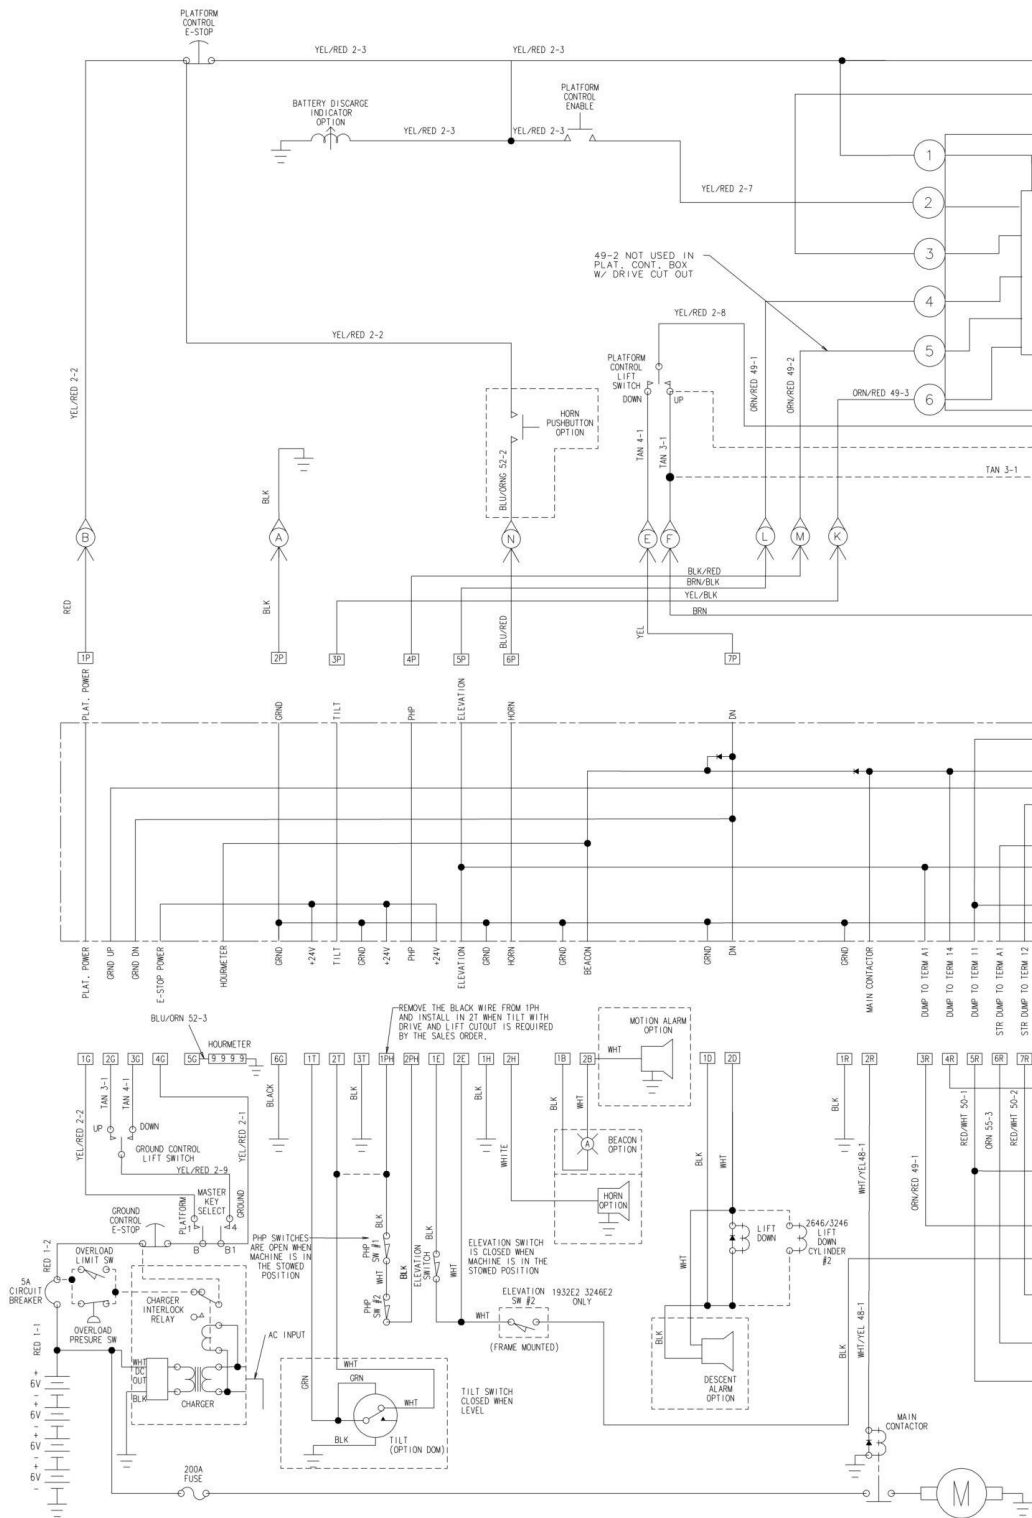 PLATFORM
CONTROL
E-STOP
YEL/RED 2-3
YEL/RED 2-3
BATTERY DISCARGE
INDICATOR
OPTION
PLATFORM
CONTROL
ENABLE
YEL/RED 2-3
YEL/RED 2-3
1
YEL/RED 2-7
2
49-2 NOT USED IN
PLAT. CONT. BOX
W/ DRIVE CUT OUT
3
4
YEL/RED 2-8
YEL/RED 2-2
PLATFORM
CONTROL
LIFT
SWITCH
DOWN
UP
5
YEL/RED 2-2
ORN/RED 49-1
ORN/RED 49-2
ORN/RED 49-3
6
HORN
PUSHBUTTON
OPTION
TAN 4-1
TAN 3-1
BLU/ORNG 52-2
TAN 3-1
BLK
B
A
N
E
F
L
M
K
BLK/RED
BRN/BLK
YEL/BLK
BRN
RED
BLK
BLU/RED
YEL
1P
2P
3P
4P
5P
6P
7P
PLAT. POWER
GRND
TILT
PHP
ELEVATION
HORN
DN
PLAT. POWER
GRND UP
GRND DN
E-STOP POWER
HOURMETER
GRND
+24V
TILT
GRND
+24V
PHP
+24V
ELEVATION
GRND
HORN
GRND
BEACON
GRND
DN
GRND
MAIN CONTACTOR
DUMP TO TERM A1
DUMP TO TERM 14
DUMP TO TERM 11
STR DUMP TO TERM A1
STR DUMP TO TERM 12
BLU/ORN 52-3
REMOVE THE BLACK WIRE FROM 1PH
AND INSTALL IN 2T WHEN TILT WITH
DRIVE AND LIFT CUTOUT IS REQUIRED
BY THE SALES ORDER.
MOTION ALARM
OPTION
HOURMETER
9 9 9 9
WHT
1G
2G
3G
4G
5G
6G
1T
2T
3T
1PH
2PH
1E
2E
1H
2H
1B
2B
1D
2D
1R
2R
3R
4R
5R
6R
7R
YEL/RED 2-2
TAN 3-1
TAN 4-1
YEL/RED 2-1
BLACK
BLK
BLK
WHITE
BLK
WHT
BLK
WHT
BLK
WHT/YEL48-1
ORN/RED 49-1
RED/WHT 50-1
ORN 55-3
RED/WHT 50-2
UP
DOWN
GROUND CONTROL
LIFT SWITCH
A
BEACON
OPTION
YEL/RED 2-9
MASTER
KEY
SELECT
PLATFORM
GROUND
1
4
B
B1
HORN
OPTION
GROUND
CONTROL
E-STOP
RED 1-2
PHP SWITCHES
ARE OPEN WHEN
MACHINE IS IN
THE STOWED
POSITION
BLK
PHP
SW #1
WHT
PHP
SW #2
BLK
BLK
ELEVATION
SWITCH
WHT
ELEVATION SWITCH
IS CLOSED WHEN
MACHINE IS IN THE
STOWED POSITION
LIFT
DOWN
2646/3246
LIFT
DOWN
CYLINDER
#2
OVERLOAD
LIMIT SW
5A
CIRCUIT
BREAKER
OVERLOAD
PRESURE SW
CHARGER
INTERLOCK
RELAY
AC INPUT
WHT
ELEVATION
SW #2
1932E2 3246E2
ONLY
(FRAME MOUNTED)
WHT
BLK
BLK
WHT/YEL 48-1
RED 1-1
WHT
DC
OUT
BLK
CHARGER
GRN
WHT
GRN
WHT
BLK
TILT
(OPTION DOM)
TILT SWITCH
CLOSED WHEN
LEVEL
DESCENT
ALARM
OPTION
+
6V
-
+
6V
-
+
6V
-
+
6V
-
200A
FUSE
MAIN
CONTACTOR
M